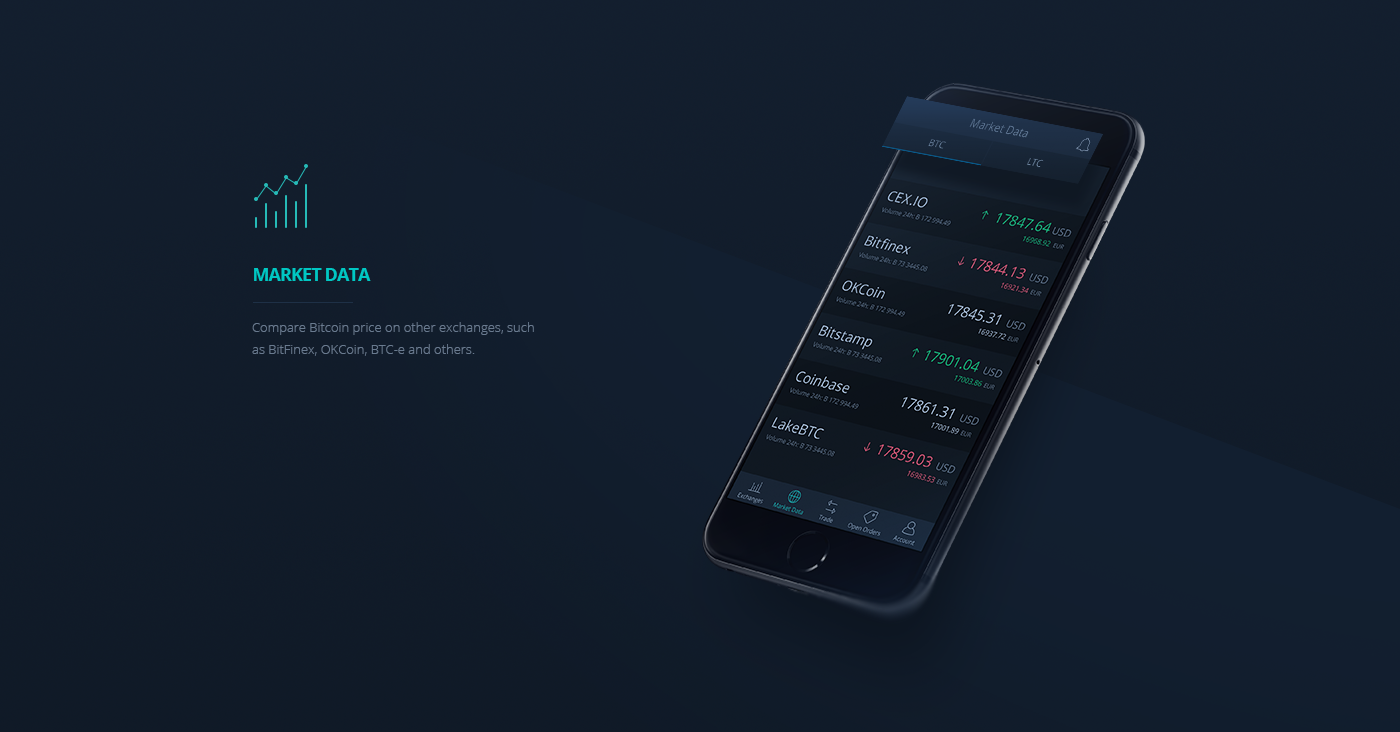 MARKET DATA
Compare Bitcoin price on other exchanges, such
as BitFinex, OKCoin, BTC-e and others.
Market Data
BTC LTC
CEX.IO ↑ 17847.64 USD
Volume 24h: B 172 994.49 16968.92 EUR
Bitfinex ↓ 17844.13 USD
Volume 24h: B 73 3445.08 16921.34 EUR
OKCoin 17845.31 USD
Volume 24h: B 172 994.49 16937.72 EUR
Bitstamp ↑ 17901.04 USD
Volume 24h: B 73 3445.08 17003.86 EUR
Coinbase 17861.31 USD
Volume 24h: B 172 994.49 17001.89 EUR
LakeBTC ↓ 17859.03 USD
Volume 24h: B 73 3445.08 16983.53 EUR
Exchanges Market Data Trade Open Orders Account